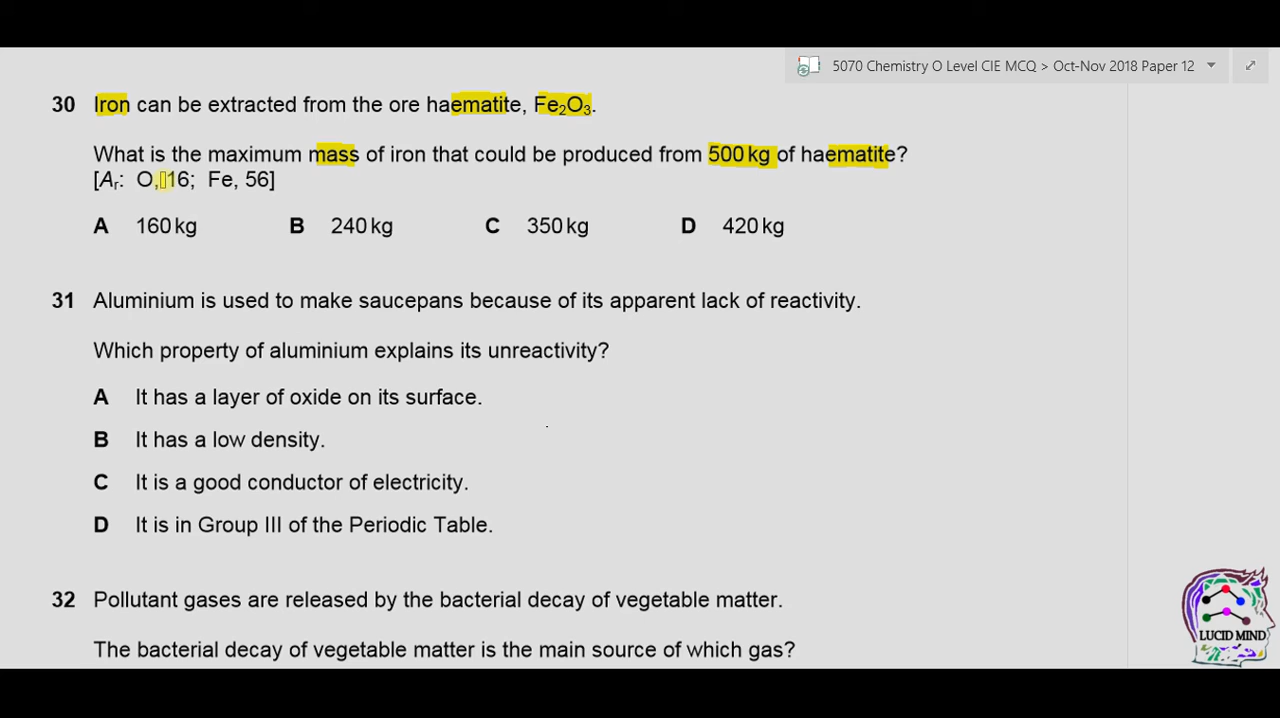 5070 Chemistry O Level CIE MCQ > Oct-Nov 2018 Paper 12
30 Iron can be extracted from the ore haematite, Fe₂O₃.
What is the maximum mass of iron that could be produced from 500 kg of haematite?
[Aᵣ: O, 16; Fe, 56]
A 160 kg B 240 kg C 350 kg D 420 kg
31 Aluminium is used to make saucepans because of its apparent lack of reactivity.
Which property of aluminium explains its unreactivity?
A It has a layer of oxide on its surface.
B It has a low density.
C It is a good conductor of electricity.
D It is in Group III of the Periodic Table.
32 Pollutant gases are released by the bacterial decay of vegetable matter.
The bacterial decay of vegetable matter is the main source of which gas?
LUCID MIND